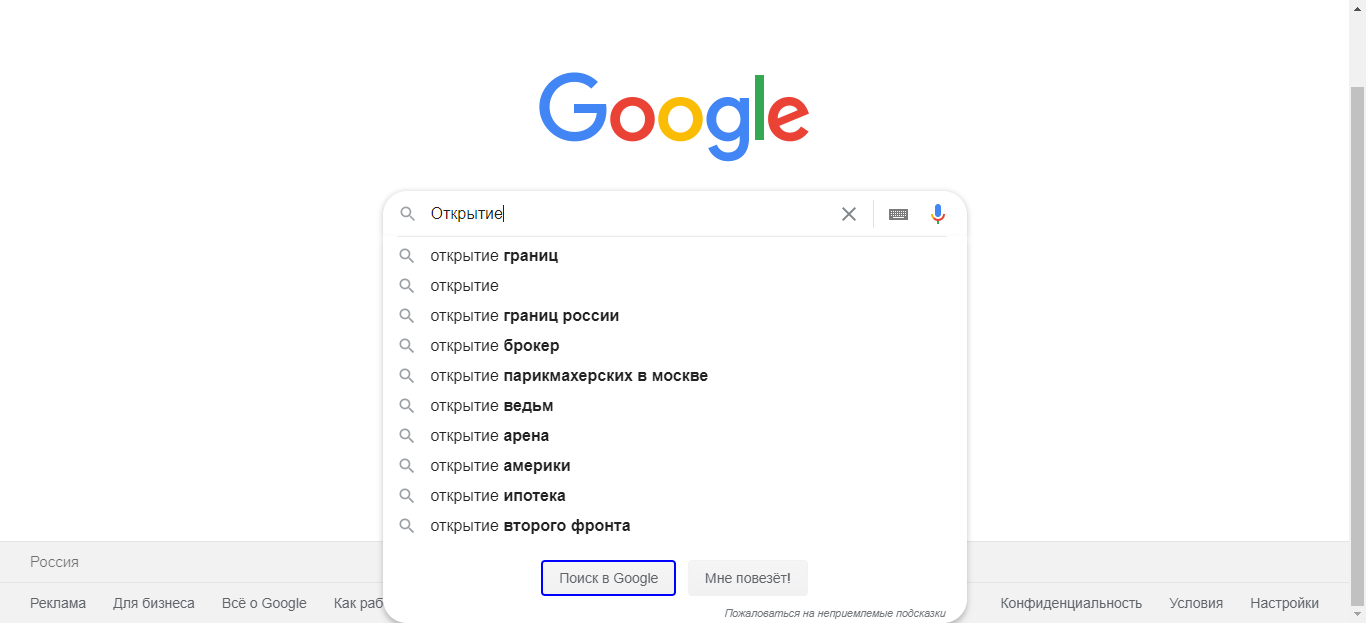 Google
Открытие
открытие границ
открытие
открытие границ россии
открытие брокер
открытие парикмахерских в москве
открытие ведьм
открытие арена
открытие америки
открытие ипотека
открытие второго фронта
Россия
Поиск в Google Мне повезёт!
Реклама Для бизнеса Всё о Google Как раб Конфиденциальность Условия Настройки
Пожаловаться на неприемлемые подсказки